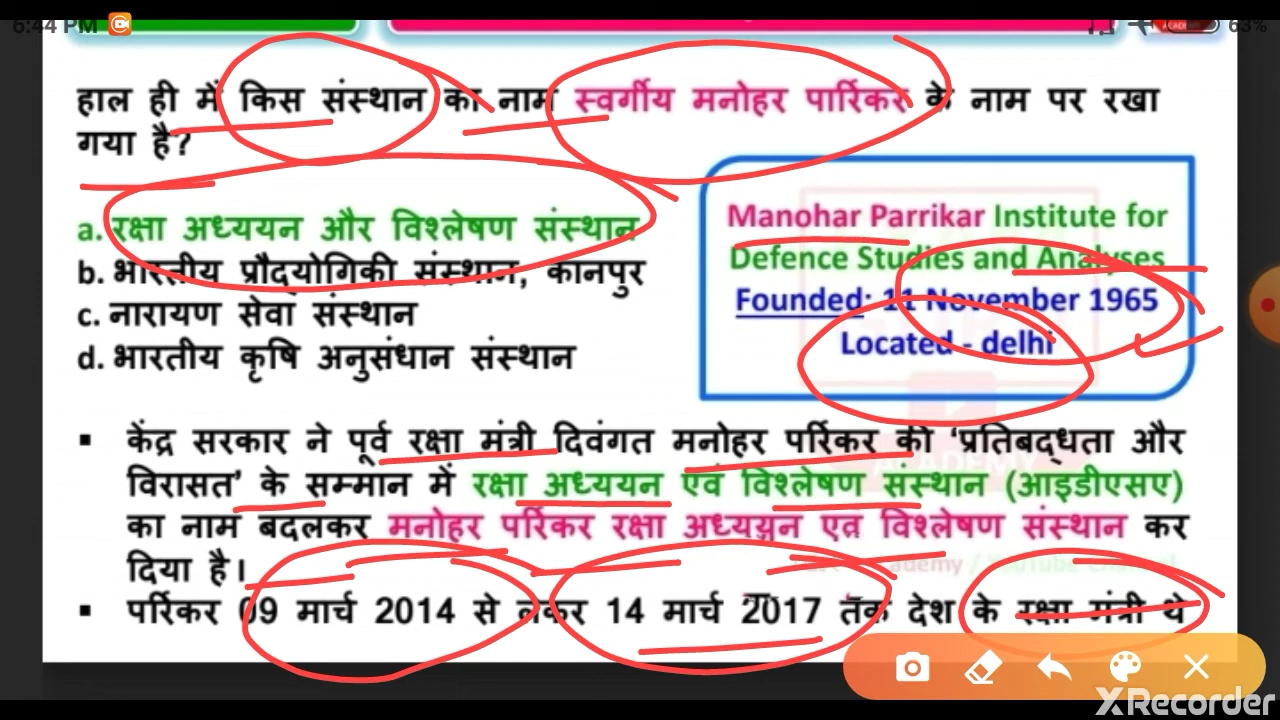 6:44 PM
63%
हाल ही में किस संस्थान का नाम स्वर्गीय मनोहर पार्रिकर के नाम पर रखा
गया है?
a. रक्षा अध्ययन और विश्लेषण संस्थान
b. भारतीय प्रौद्योगिकी संस्थान, कानपुर
c. नारायण सेवा संस्थान
d. भारतीय कृषि अनुसंधान संस्थान
Manohar Parrikar Institute for
Defence Studies and Analyses
Founded: 11 November 1965
Located - delhi
▪ केंद्र सरकार ने पूर्व रक्षा मंत्री दिवंगत मनोहर पर्रिकर की ‘प्रतिबद्धता और
विरासत’ के सम्मान में रक्षा अध्ययन एवं विश्लेषण संस्थान (आइडीएसए)
का नाम बदलकर मनोहर पर्रिकर रक्षा अध्ययन एवं विश्लेषण संस्थान कर
दिया है।
▪ पर्रिकर 09 मार्च 2014 से लेकर 14 मार्च 2017 तक देश के रक्षा मंत्री थे
XRecorder